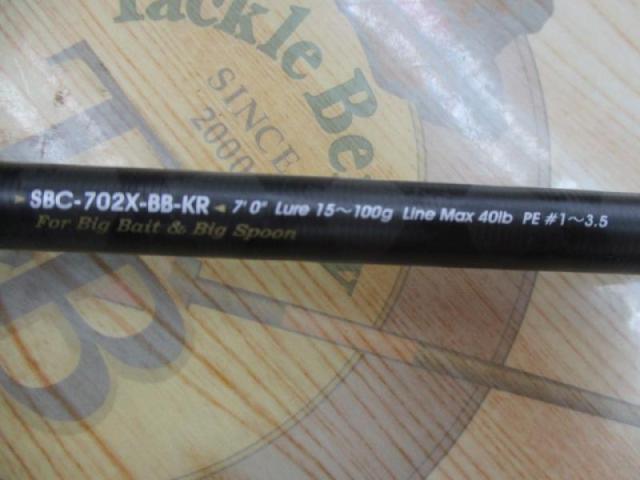 Tackle Be
SINCE
2000
SBC-702X-BB-KR 7'0" Lure 15～100g Line Max 40lb PE #1～3.5
For Big Bait & Big Spoon
TB